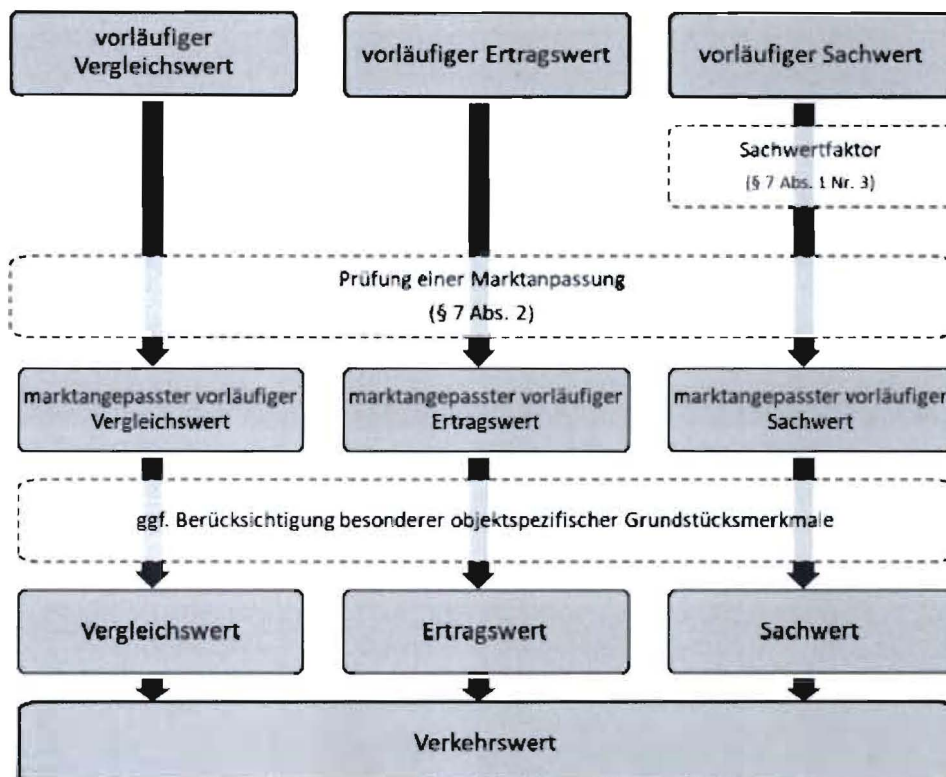 vorläufiger
Vergleichswert
vorläufiger Ertragswert
vorläufiger Sachwert
Sachwertfaktor
(§ 7 Abs. 1 Nr. 3)
Prüfung einer Marktanpassung
(§ 7 Abs. 2)
marktangepasster vorläufiger
Vergleichswert
marktangepasster vorläufiger
Ertragswert
marktangepasster vorläufiger
Sachwert
ggf. Berücksichtigung besonderer objektspezifischer Grundstücksmerkmale
Vergleichswert
Ertragswert
Sachwert
Verkehrswert